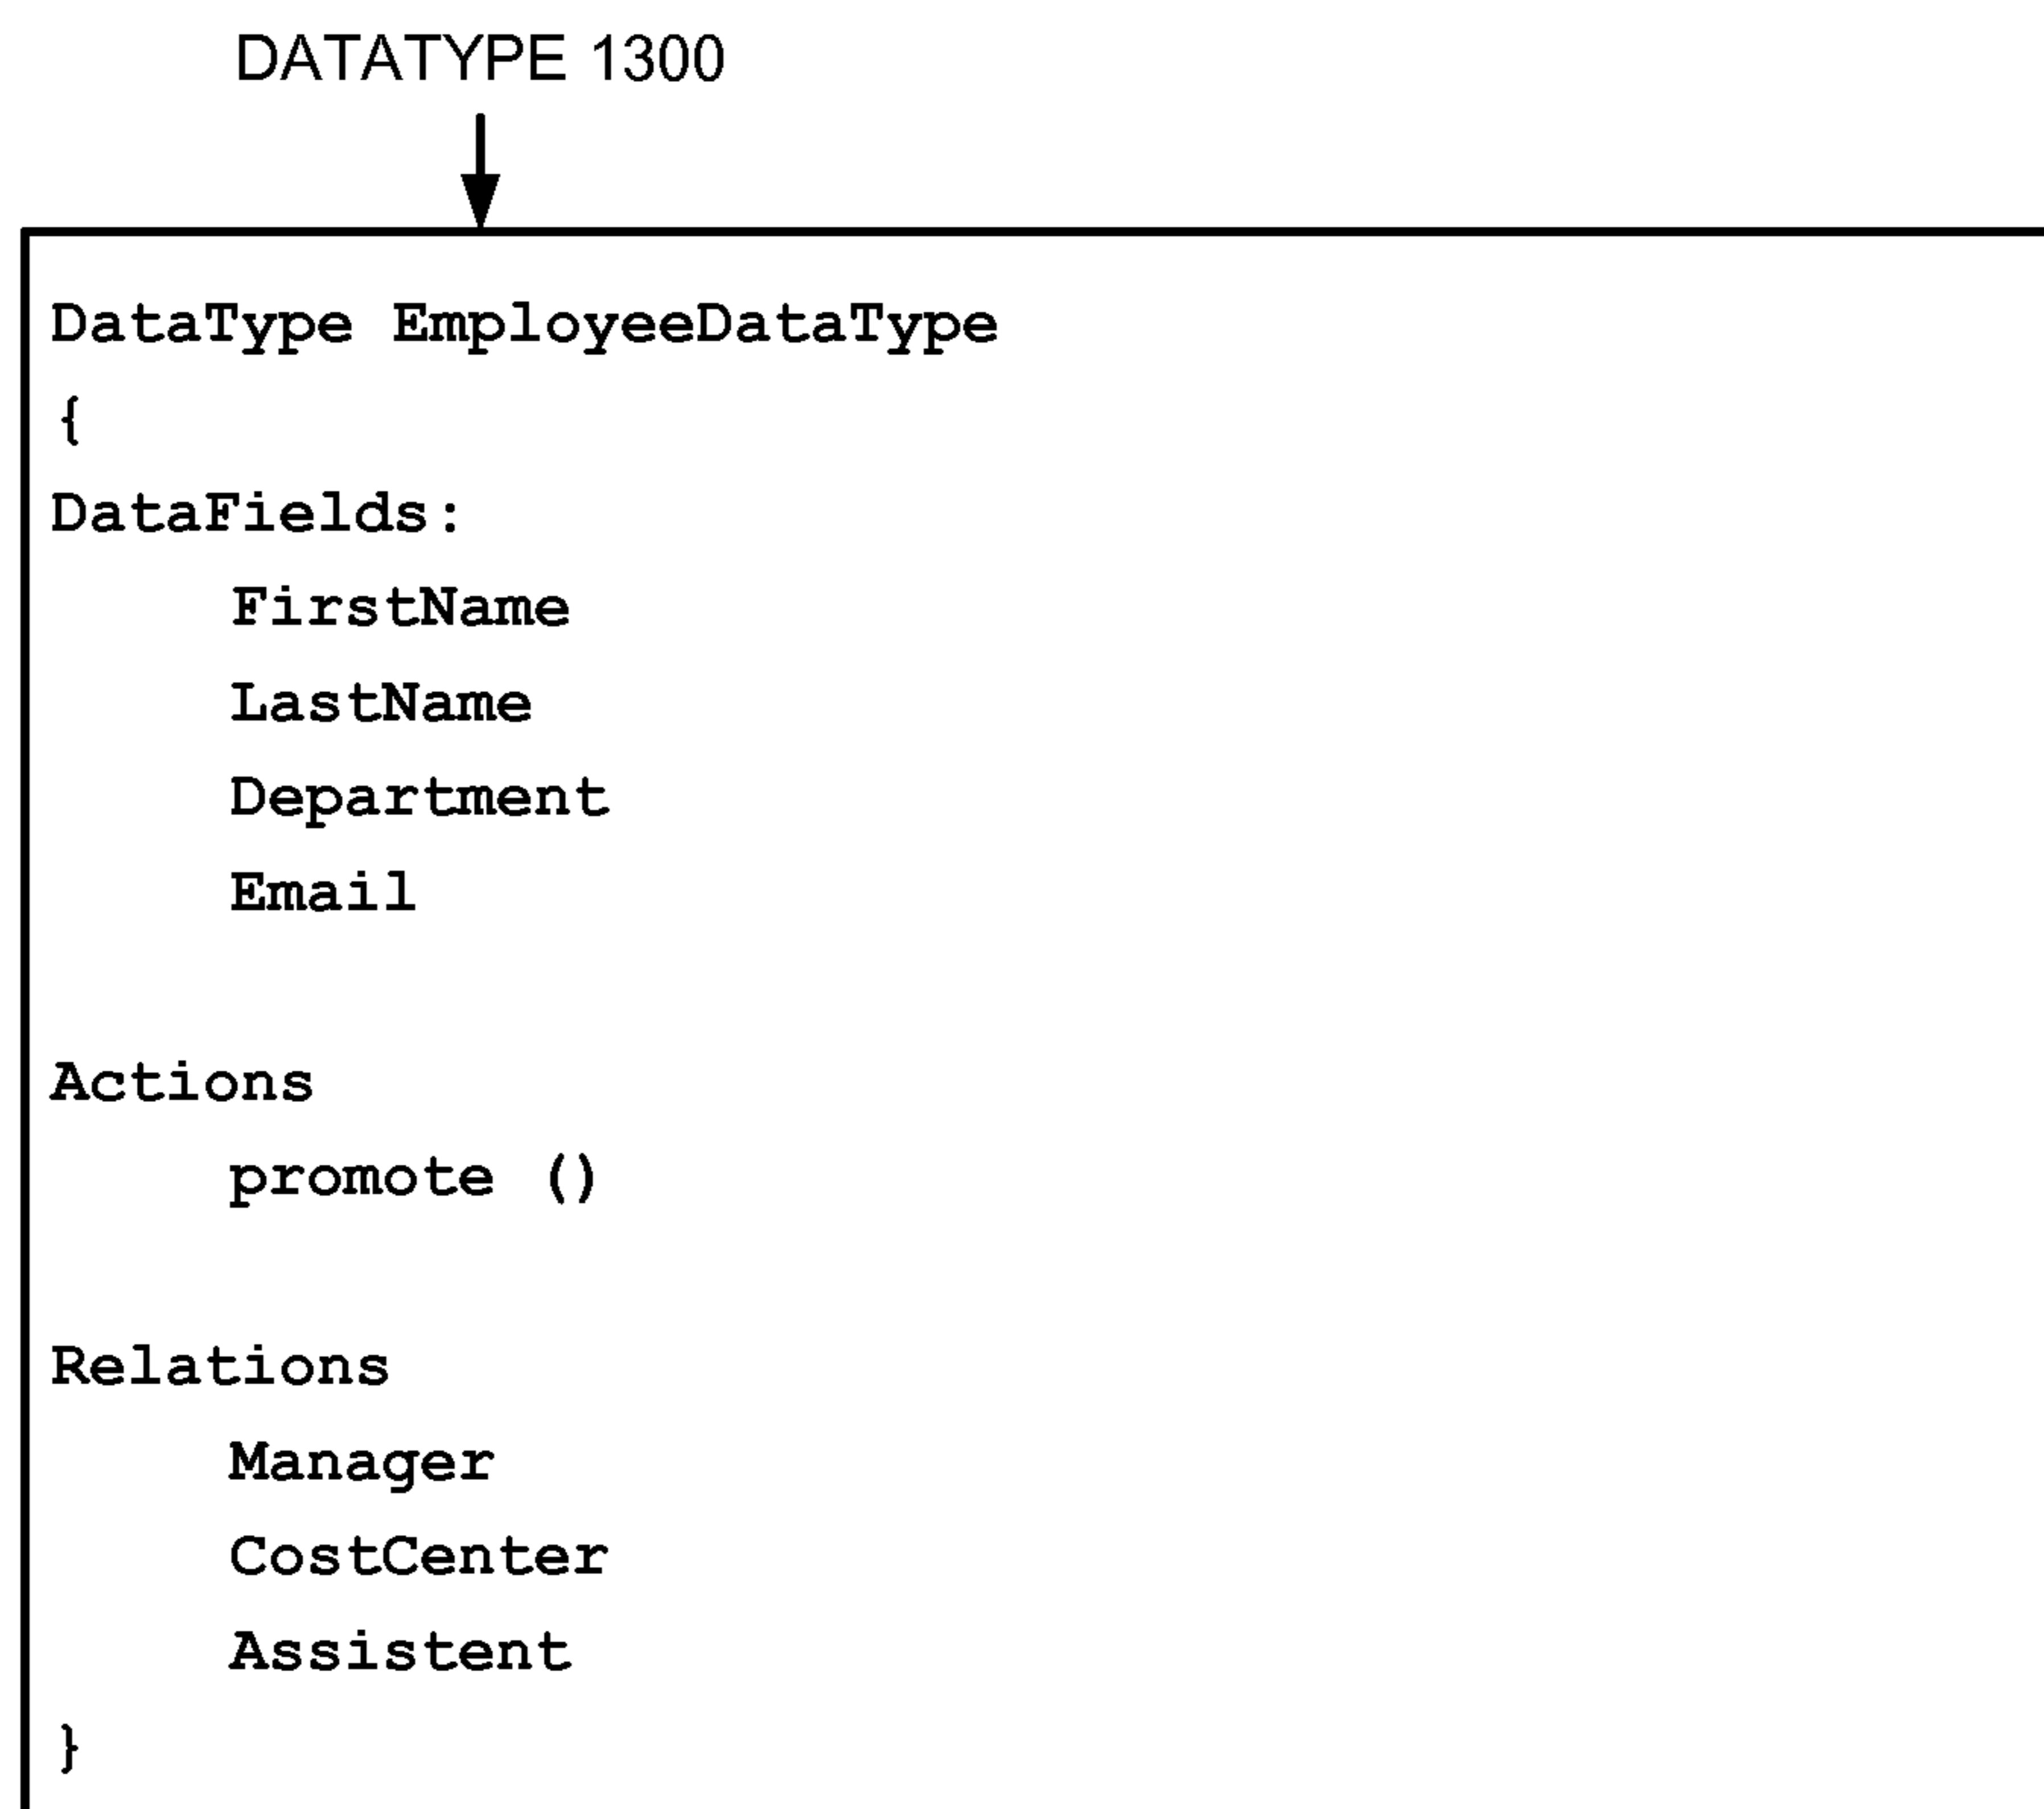 DATATYPE 1300
DataType EmployeeDataType
{
DataFields:
FirstName
LastName
Department
Email
Actions
promote ()
Relations
Manager
CostCenter
Assistent
}